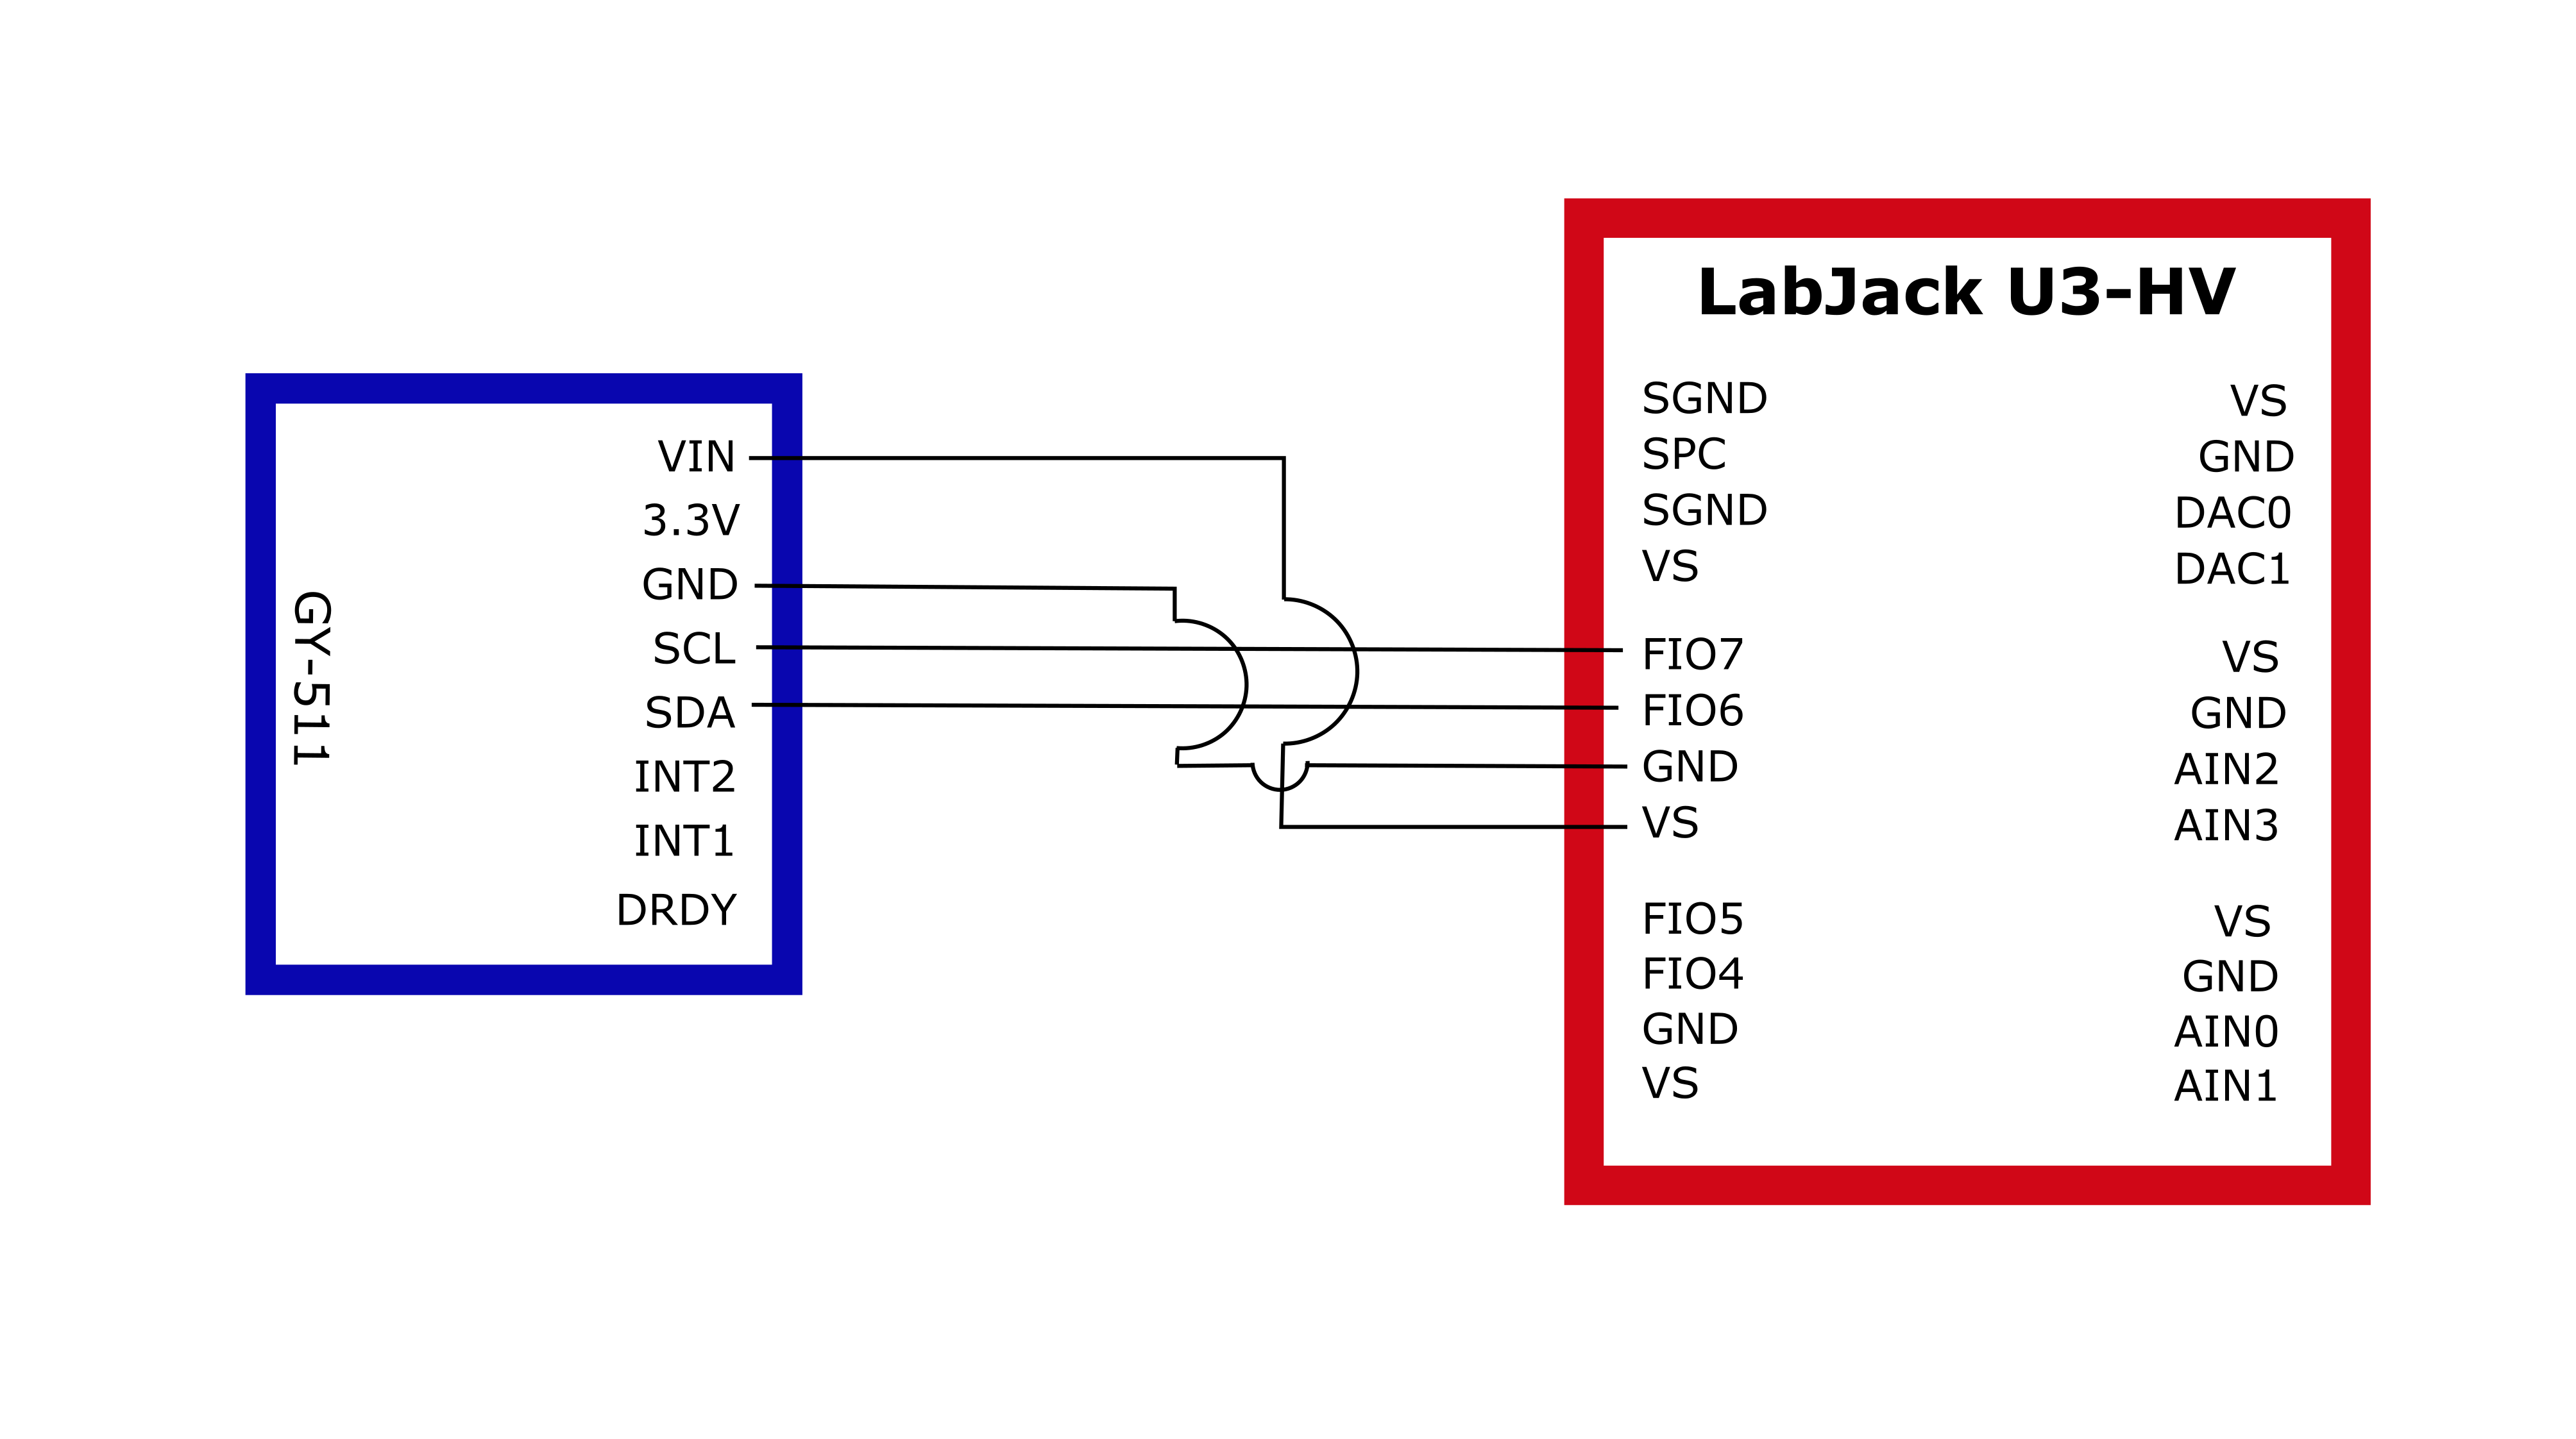 GY-511
VIN
3.3V
GND
SCL
SDA
INT2
INT1
DRDY
LabJack U3-HV
SGND
SPC
SGND
VS
FIO7
FIO6
GND
VS
FIO5
FIO4
GND
VS
VS
GND
DAC0
DAC1
VS
GND
AIN2
AIN3
VS
GND
AIN0
AIN1